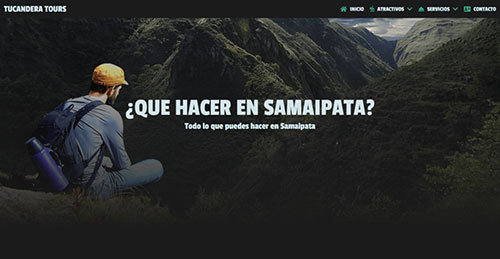 TUCANDERA TOURS
INICIO ATRACTIVOS SERVICIOS CONTACTO
¿QUE HACER EN SAMAIPATA?
Todo lo que puedes hacer en Samaipata